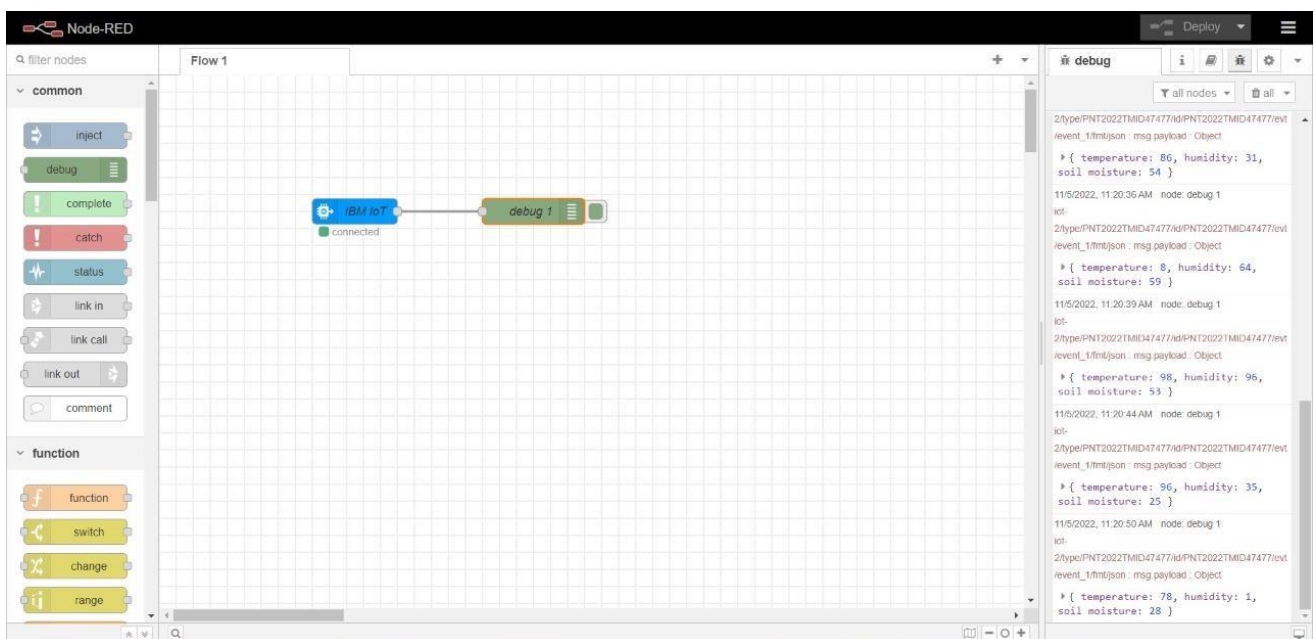 Node-RED
Deploy
filter nodes
Flow 1
debug
i
common
all nodes
all
inject
debug
complete
catch
status
link in
link call
link out
comment
function
function
switch
change
range
IBM IoT
connected
debug 1
2/type/PNT2022TMID47477/id/PNT2022TMID47477/evt
/event_1/fmt/json : msg.payload : Object
{ temperature: 86, humidity: 31,
soil moisture: 54 }
11/5/2022, 11:20:36 AM node: debug 1
iot-
2/type/PNT2022TMID47477/id/PNT2022TMID47477/evt
/event_1/fmt/json : msg.payload : Object
{ temperature: 8, humidity: 64,
soil moisture: 59 }
11/5/2022, 11:20:39 AM node: debug 1
iot-
2/type/PNT2022TMID47477/id/PNT2022TMID47477/evt
/event_1/fmt/json : msg.payload : Object
{ temperature: 98, humidity: 96,
soil moisture: 53 }
11/5/2022, 11:20:44 AM node: debug 1
iot-
2/type/PNT2022TMID47477/id/PNT2022TMID47477/evt
/event_1/fmt/json : msg.payload : Object
{ temperature: 96, humidity: 35,
soil moisture: 25 }
11/5/2022, 11:20:50 AM node: debug 1
iot-
2/type/PNT2022TMID47477/id/PNT2022TMID47477/evt
/event_1/fmt/json : msg.payload : Object
{ temperature: 78, humidity: 1,
soil moisture: 28 }